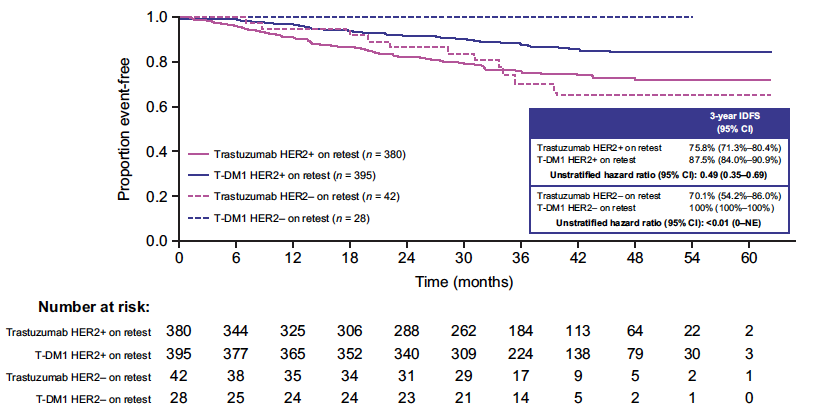 1.0
0.8
0.6
0.4
0.2
0.0
Proportion event-free
Trastuzumab HER2+ on retest (n = 380)
T-DM1 HER2+ on retest (n = 395)
Trastuzumab HER2– on retest (n = 42)
T-DM1 HER2– on retest (n = 28)
3-year IDFS
(95% CI)
Trastuzumab HER2+ on retest 75.8% (71.3%–80.4%)
T-DM1 HER2+ on retest 87.5% (84.0%–90.9%)
Unstratified hazard ratio (95% CI): 0.49 (0.35–0.69)
Trastuzumab HER2– on retest 70.1% (54.2%–86.0%)
T-DM1 HER2– on retest 100% (100%–100%)
Unstratified hazard ratio (95% CI): <0.01 (0–NE)
0 6 12 18 24 30 36 42 48 54 60
Time (months)
Number at risk:
Trastuzumab HER2+ on retest 380 344 325 306 288 262 184 113 64 22 2
T-DM1 HER2+ on retest 395 377 365 352 340 309 224 138 79 30 3
Trastuzumab HER2– on retest 42 38 35 34 31 29 17 9 5 2 1
T-DM1 HER2– on retest 28 25 24 24 23 21 14 5 2 1 0